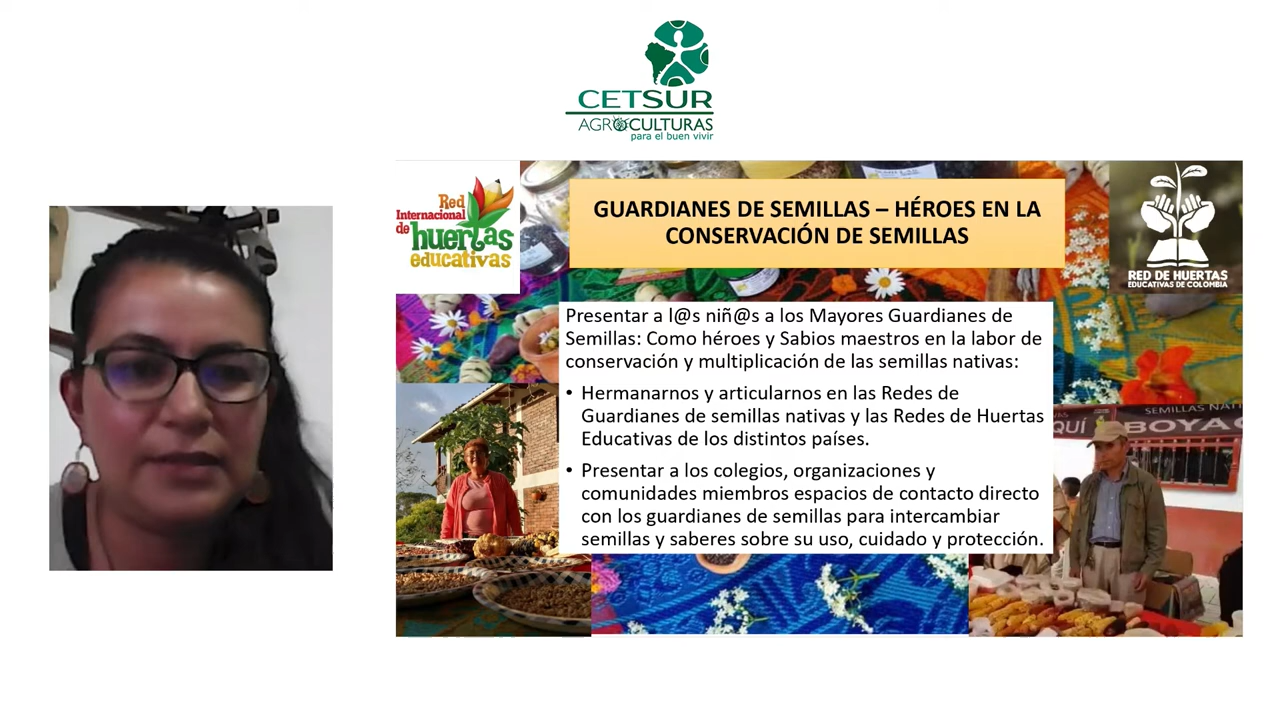 CETSUR
AGROCULTURAS
para el buen vivir
Red
Internacional
de huertas
educativas
GUARDIANES DE SEMILLAS – HÉROES EN LA
CONSERVACIÓN DE SEMILLAS
RED DE HUERTAS
EDUCATIVAS DE COLOMBIA
Presentar a l@s niñ@s a los Mayores Guardianes de
Semillas: Como héroes y Sabios maestros en la labor de
conservación y multiplicación de las semillas nativas:
• Hermanarnos y articularnos en las Redes de
Guardianes de semillas nativas y las Redes de Huertas
Educativas de los distintos países.
• Presentar a los colegios, organizaciones y
comunidades miembros espacios de contacto directo
con los guardianes de semillas para intercambiar
semillas y saberes sobre su uso, cuidado y protección.
SEMILLAS NATI
QUÍ
BOYAC